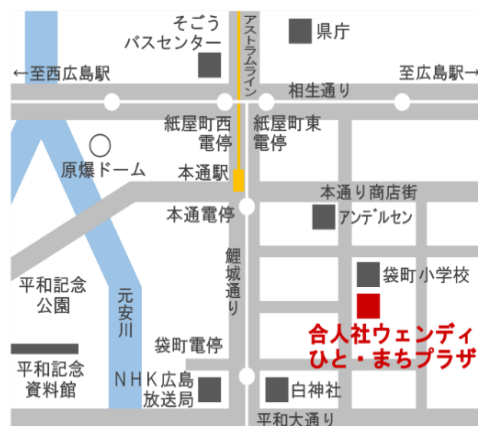 そごう
バスセンター
アストラムライン
県庁
←至西広島駅
至広島駅→
相生通り
紙屋町西
電停
紙屋町東
電停
原爆ドーム
本通駅
本通り商店街
本通電停
アンデルセン
鯉城通り
平和記念
公園
元安川
袋町小学校
合人社ウェンディ
ひと・まちプラザ
袋町電停
平和記念
資料館
NHK広島
放送局
白神社
平和大通り